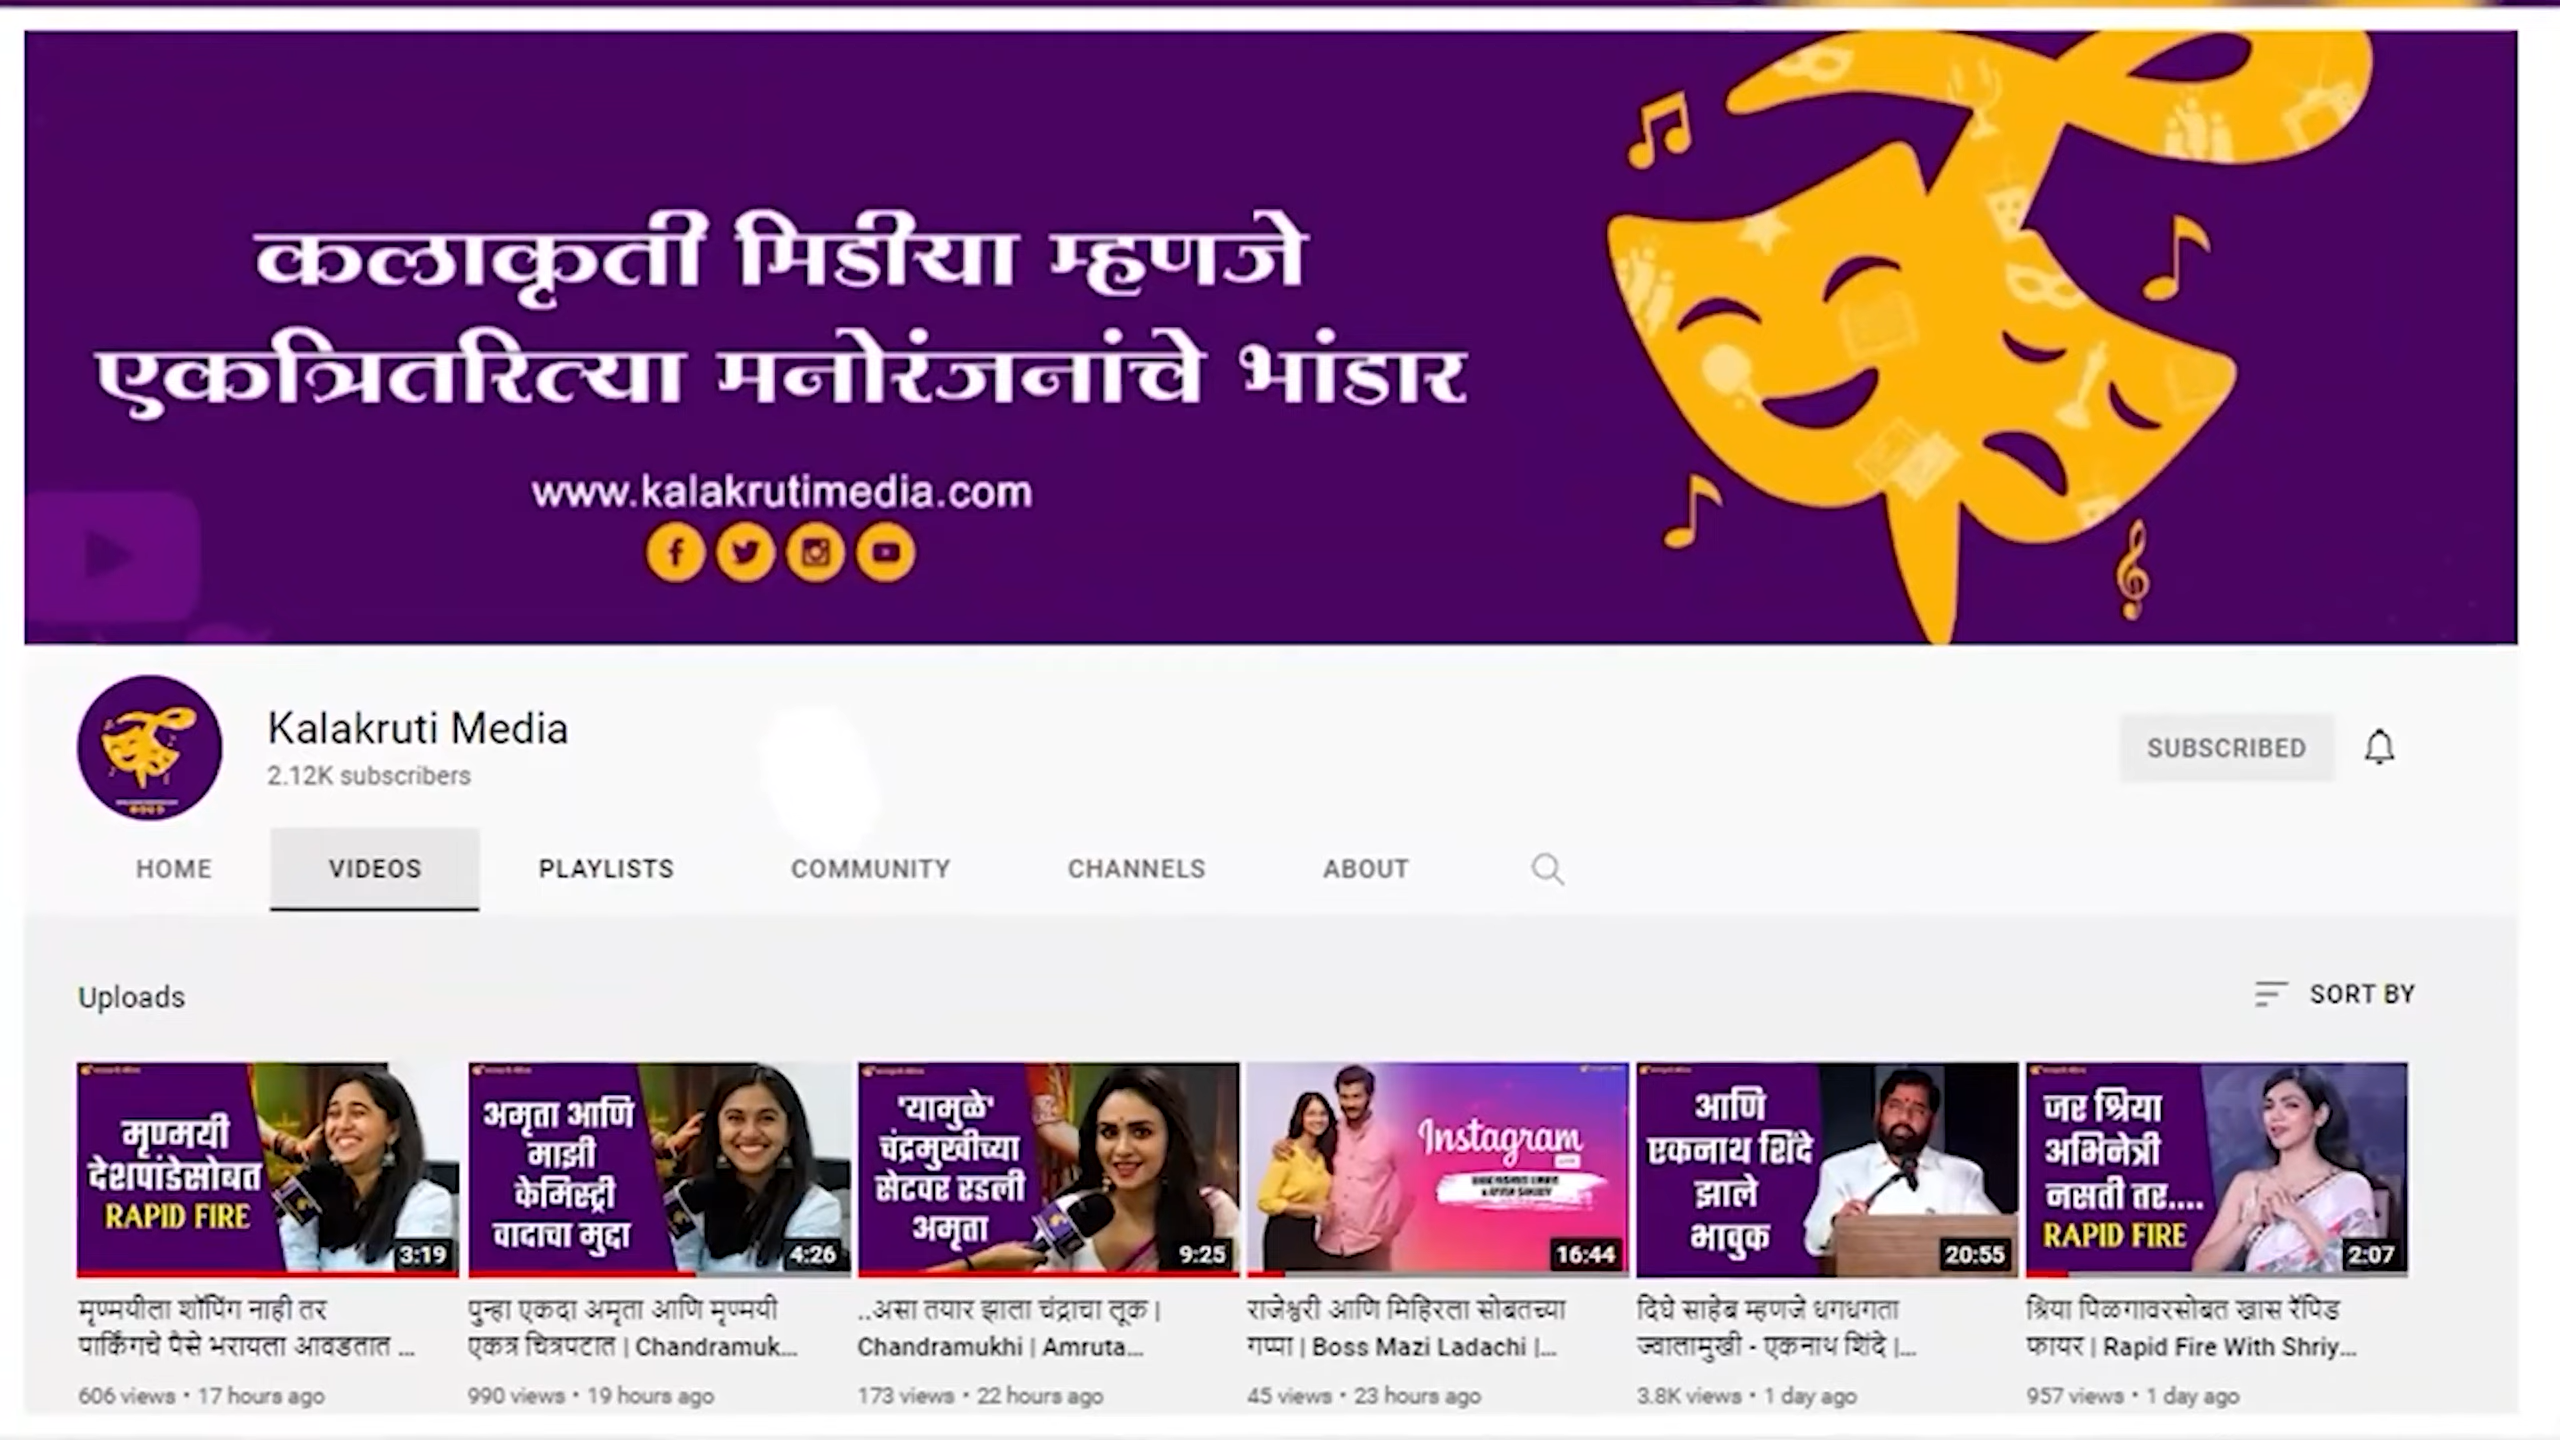 कलाकृती मिडीया म्हणजे
एकत्रितरित्या मनोरंजनांचे भांडार
www.kalakrutimedia.com
Kalakruti Media
2.12K subscribers
SUBSCRIBED
HOME VIDEOS PLAYLISTS COMMUNITY CHANNELS ABOUT
Uploads
SORT BY
मृण्मयी
देशपांडेसोबत
RAPID FIRE
3:19
मृण्मयीला शॉपिंग नाही तर
पार्किंगचे पैसे भरायला आवडतात ...
606 views • 17 hours ago
अमृता आणि
माझी
केमिस्ट्री
वादाचा मुद्दा
4:26
पुन्हा एकदा अमृता आणि मृण्मयी
एकत्र चित्रपटात | Chandramuk...
990 views • 19 hours ago
'यामुळे'
चंद्रमुखीच्या
सेटवर रडली
अमृता
9:25
..असा तयार झाला चंद्राचा लूक |
Chandramukhi | Amruta...
173 views • 22 hours ago
Instagram
16:44
राजेश्वरी आणि मिहिरला सोबतच्या
गप्पा | Boss Mazi Ladachi |...
45 views • 23 hours ago
आणि
एकनाथ शिंदे
झाले
भावुक
20:55
दिघे साहेब म्हणजे धगधगता
ज्वालामुखी - एकनाथ शिंदे |...
3.8K views • 1 day ago
जर श्रिया
अभिनेत्री
नसती तर....
RAPID FIRE
2:07
श्रिया पिळगावरसोबत खास रॅपिड
फायर | Rapid Fire With Shriy...
957 views • 1 day ago